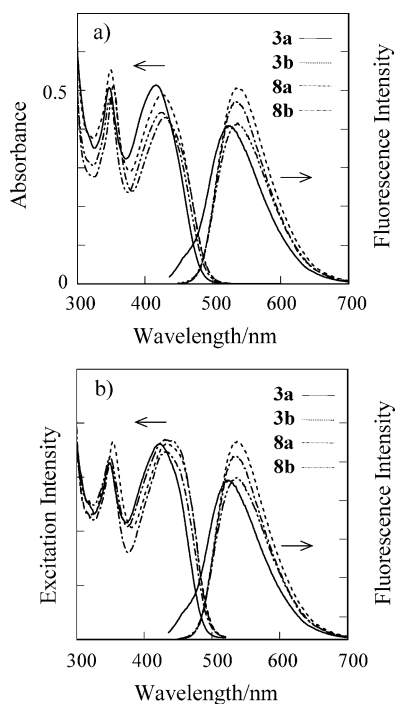 a)
3a
3b
8a
8b
0.5
0
Absorbance
Fluorescence Intensity
300 400 500 600 700
Wavelength/nm
b)
3a
3b
8a
8b
Excitation Intensity
Fluorescence Intensity
300 400 500 600 700
Wavelength/nm